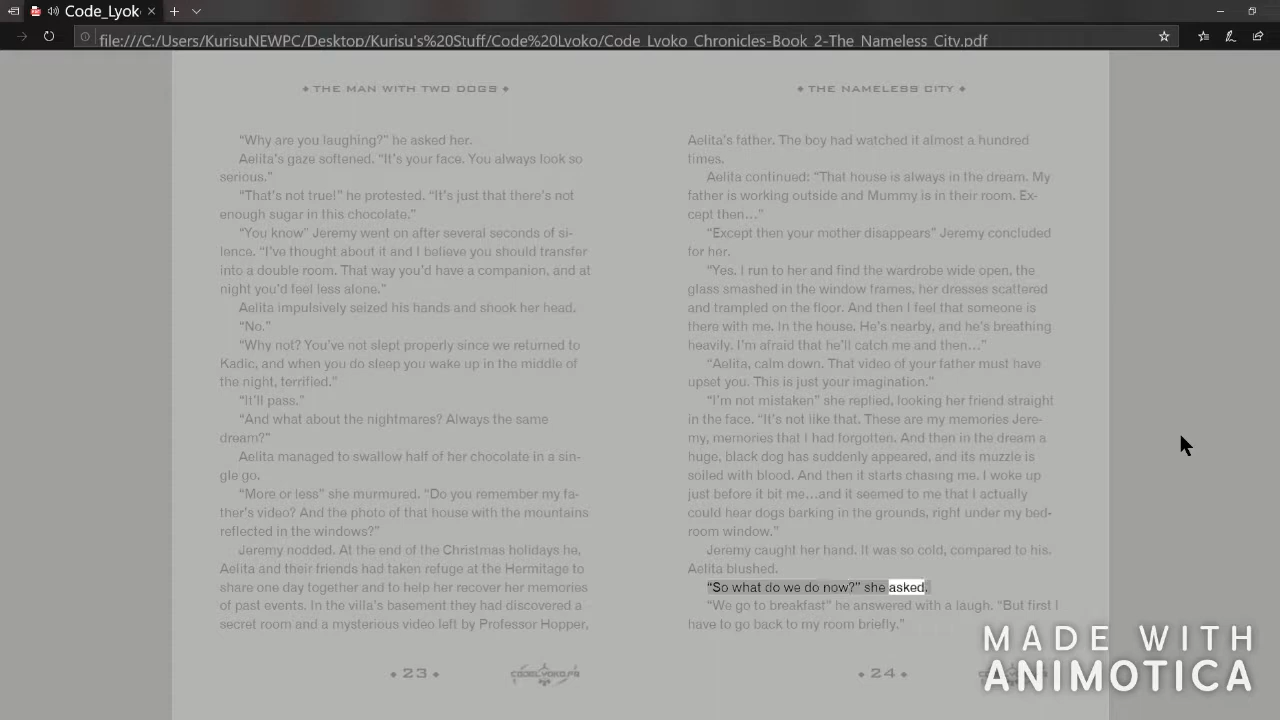 Code_Lyok
file:///C:/Users/KurisuNEWPC/Desktop/Kurisu's%20Stuff/Code%20Lyoko/Code_Lyoko_Chronicles-Book_2-The_Nameless_City.pdf
THE MAN WITH TWO DOGS
“Why are you laughing?” he asked her.
Aelita’s gaze softened. “It’s your face. You always look so
serious.”
“That’s not true!” he protested. “It’s just that there’s not
enough sugar in this chocolate.”
“You know” Jeremy went on after several seconds of si-
lence. “I’ve thought about it and I believe you should transfer
into a double room. That way you’d have a companion, and at
night you’d feel less alone.”
Aelita impulsively seized his hands and shook her head.
“No.”
“Why not? You’ve not slept properly since we returned to
Kadic, and when you do sleep you wake up in the middle of
the night, terrified.”
“It’ll pass.”
“And what about the nightmares? Always the same
dream?”
Aelita managed to swallow half of her chocolate in a sin-
gle go.
“More or less” she murmured. “Do you remember my fa-
ther’s video? And the photo of that house with the mountains
reflected in the windows?”
Jeremy nodded. At the end of the Christmas holidays he,
Aelita and their friends had taken refuge at the Hermitage to
share one day together and to help her recover her memories
of past events. In the villa’s basement they had discovered a
secret room and a mysterious video left by Professor Hopper,
23
CODELYOKO.FR
THE NAMELESS CITY
Aelita’s father. The boy had watched it almost a hundred
times.
Aelita continued: “That house is always in the dream. My
father is working outside and Mummy is in their room. Ex-
cept then…”
“Except then your mother disappears” Jeremy concluded
for her.
“Yes. I run to her and find the wardrobe wide open, the
glass smashed in the window frames, her dresses scattered
and trampled on the floor. And then I feel that someone is
there with me. In the house. He’s nearby, and he’s breathing
heavily. I’m afraid that he’ll catch me and then…”
“Aelita, calm down. That video of your father must have
upset you. This is just your imagination.”
“I’m not mistaken” she replied, looking her friend straight
in the face. “It’s not like that. These are my memories Jere-
my, memories that I had forgotten. And then in the dream a
huge, black dog has suddenly appeared, and its muzzle is
soiled with blood. And then it starts chasing me. I woke up
just before it bit me…and it seemed to me that I actually
could hear dogs barking in the grounds, right under my bed-
room window.”
Jeremy caught her hand. It was so cold, compared to his.
Aelita blushed.
“So what do we do now?” she asked.
“We go to breakfast“ he answered with a laugh. “But first I
have to go back to my room briefly.”
24
MADE WITH
ANIMOTICA